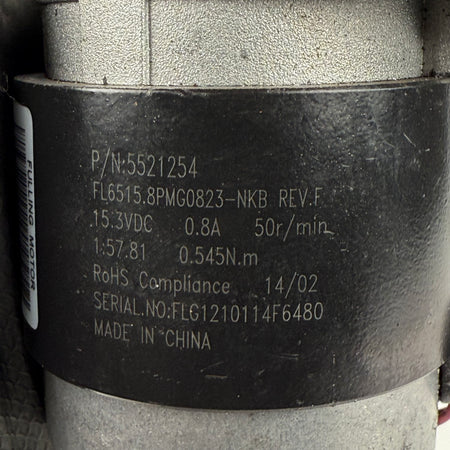 P/N:5521254
FL6515.8PMG0823-NKB REV.F
15.3VDC 0.8A 50r/min
1:57.81 0.545N.m
RoHS Compliance 14/02
SERIAL.NO:FLG1210114F6480
MADE IN CHINA
FULLING MOTOR